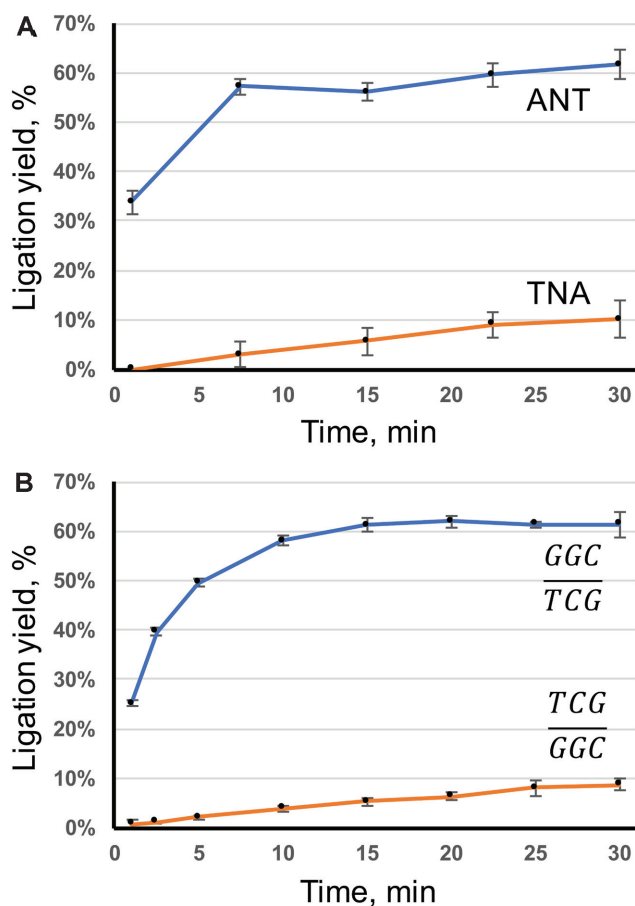 A
Ligation yield, %
70%
60%
50%
40%
30%
20%
10%
0%
ANT
TNA
0 5 10 15 20 25 30
Time, min
B
Ligation yield, %
70%
60%
50%
40%
30%
20%
10%
0%
GGC
TCG
TCG
GGC
0 5 10 15 20 25 30
Time, min